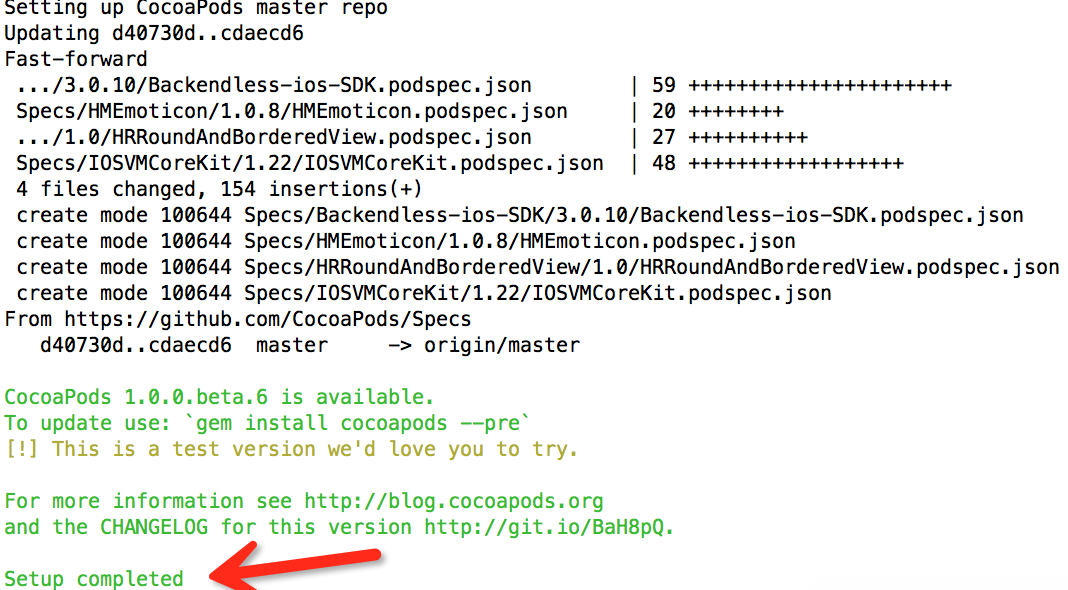 Setting up CocoaPods master repo
Updating d40730d..cdaecd6
Fast-forward
 .../3.0.10/Backendless-ios-SDK.podspec.json        | 59 ++++++++++++++++++++++
 Specs/HMEmoticon/1.0.8/HMEmoticon.podspec.json     | 20 ++++++++
 .../1.0/HRRoundAndBorderedView.podspec.json        | 27 ++++++++++
 Specs/IOSVMCoreKit/1.22/IOSVMCoreKit.podspec.json  | 48 ++++++++++++++++++
 4 files changed, 154 insertions(+)
 create mode 100644 Specs/Backendless-ios-SDK/3.0.10/Backendless-ios-SDK.podspec.json
 create mode 100644 Specs/HMEmoticon/1.0.8/HMEmoticon.podspec.json
 create mode 100644 Specs/HRRoundAndBorderedView/1.0/HRRoundAndBorderedView.podspec.json
 create mode 100644 Specs/IOSVMCoreKit/1.22/IOSVMCoreKit.podspec.json
From https://github.com/CocoaPods/Specs
   d40730d..cdaecd6  master     -> origin/master
CocoaPods 1.0.0.beta.6 is available.
To update use: `gem install cocoapods --pre`
[!] This is a test version we'd love you to try.
For more information see http://blog.cocoapods.org
and the CHANGELOG for this version http://git.io/BaH8pQ.
Setup completed